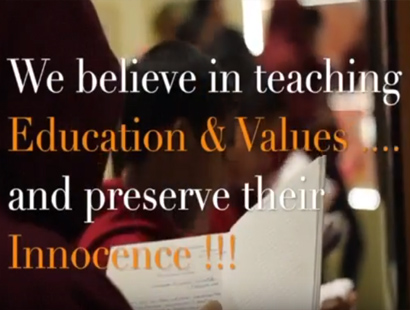 We believe in teaching
Education & Values ....
and preserve their
Innocence !!!